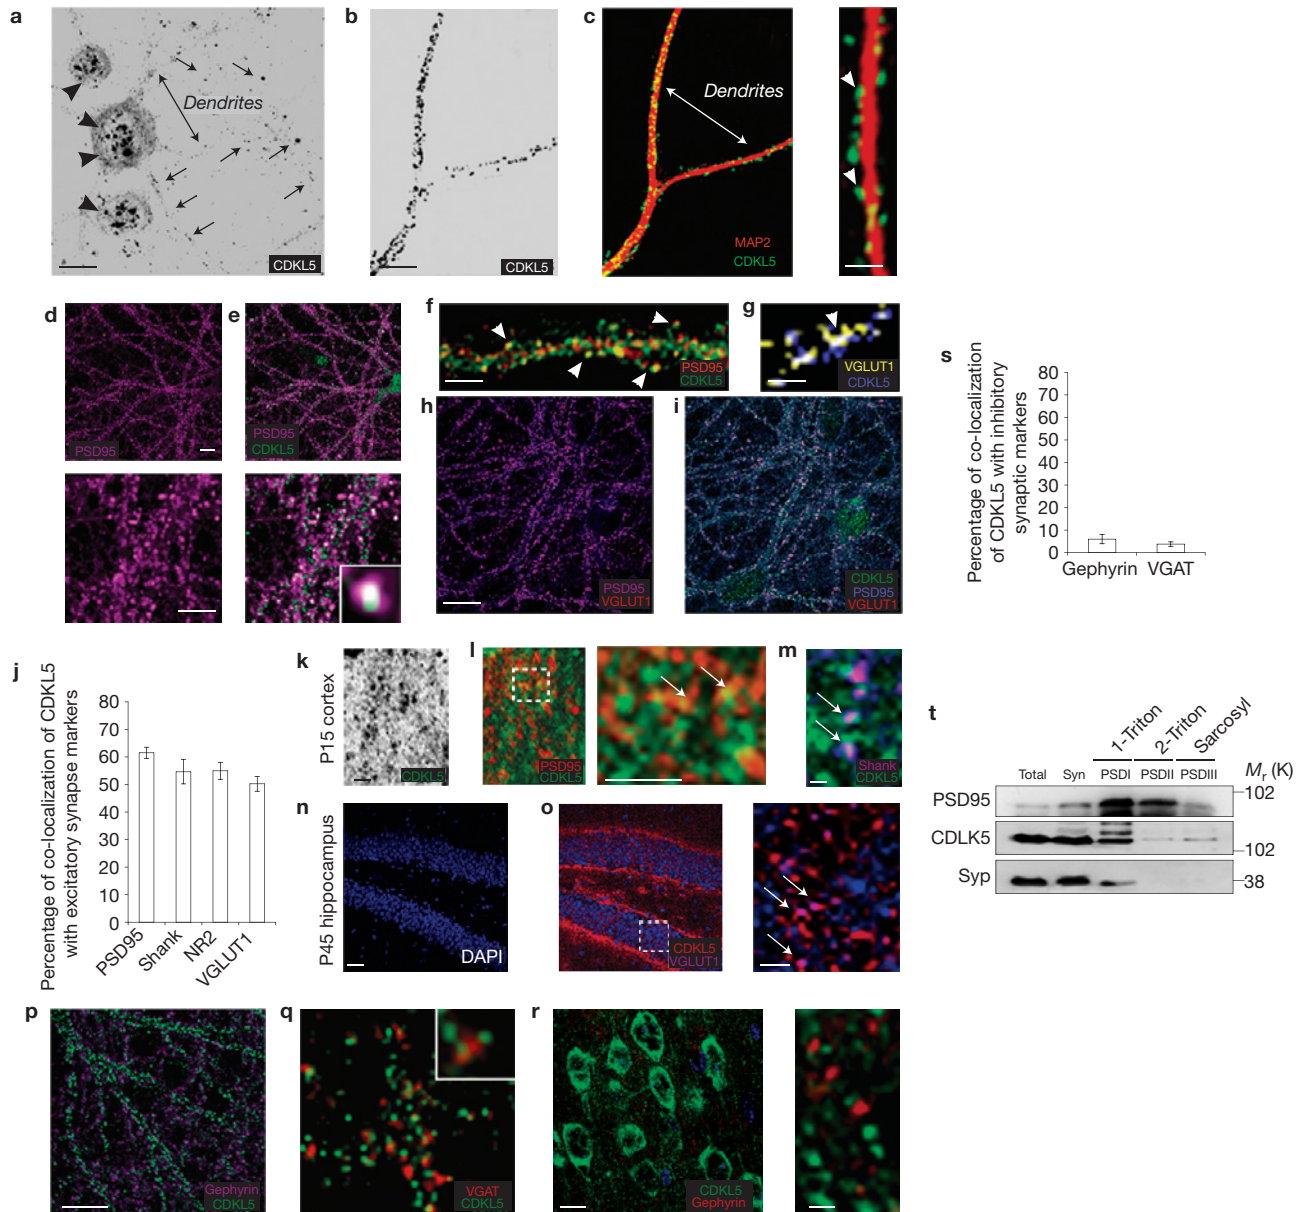 a
Dendrites
CDKL5
b
CDKL5
c
Dendrites
MAP2
CDKL5
d
PSD95
e
PSD95
CDKL5
f
PSD95
CDKL5
g
VGLUT1
CDKL5
h
PSD95
VGLUT1
i
CDKL5
PSD95
VGLUT1
s
Percentage of co-localization
of CDKL5 with inhibitory
synaptic markers
80
70
60
50
40
30
20
10
0
Gephyrin VGAT
j
Percentage of co-localization of CDKL5
with excitatory synapse markers
80
70
60
50
40
30
20
10
0
PSD95
Shank
NR2
VGLUT1
k
P15 cortex
CDKL5
l
PSD95
CDKL5
m
Shank
CDKL5
n
P45 hippocampus
DAPI
o
CDKL5
VGLUT1
t
1-Triton
2-Triton
Sarcosyl
Total Syn PSDI PSDII PSDIII Mr (K)
PSD95
102
CDLK5
102
Syp
38
p
Gephyrin
CDKL5
q
VGAT
CDKL5
r
CDKL5
Gephyrin